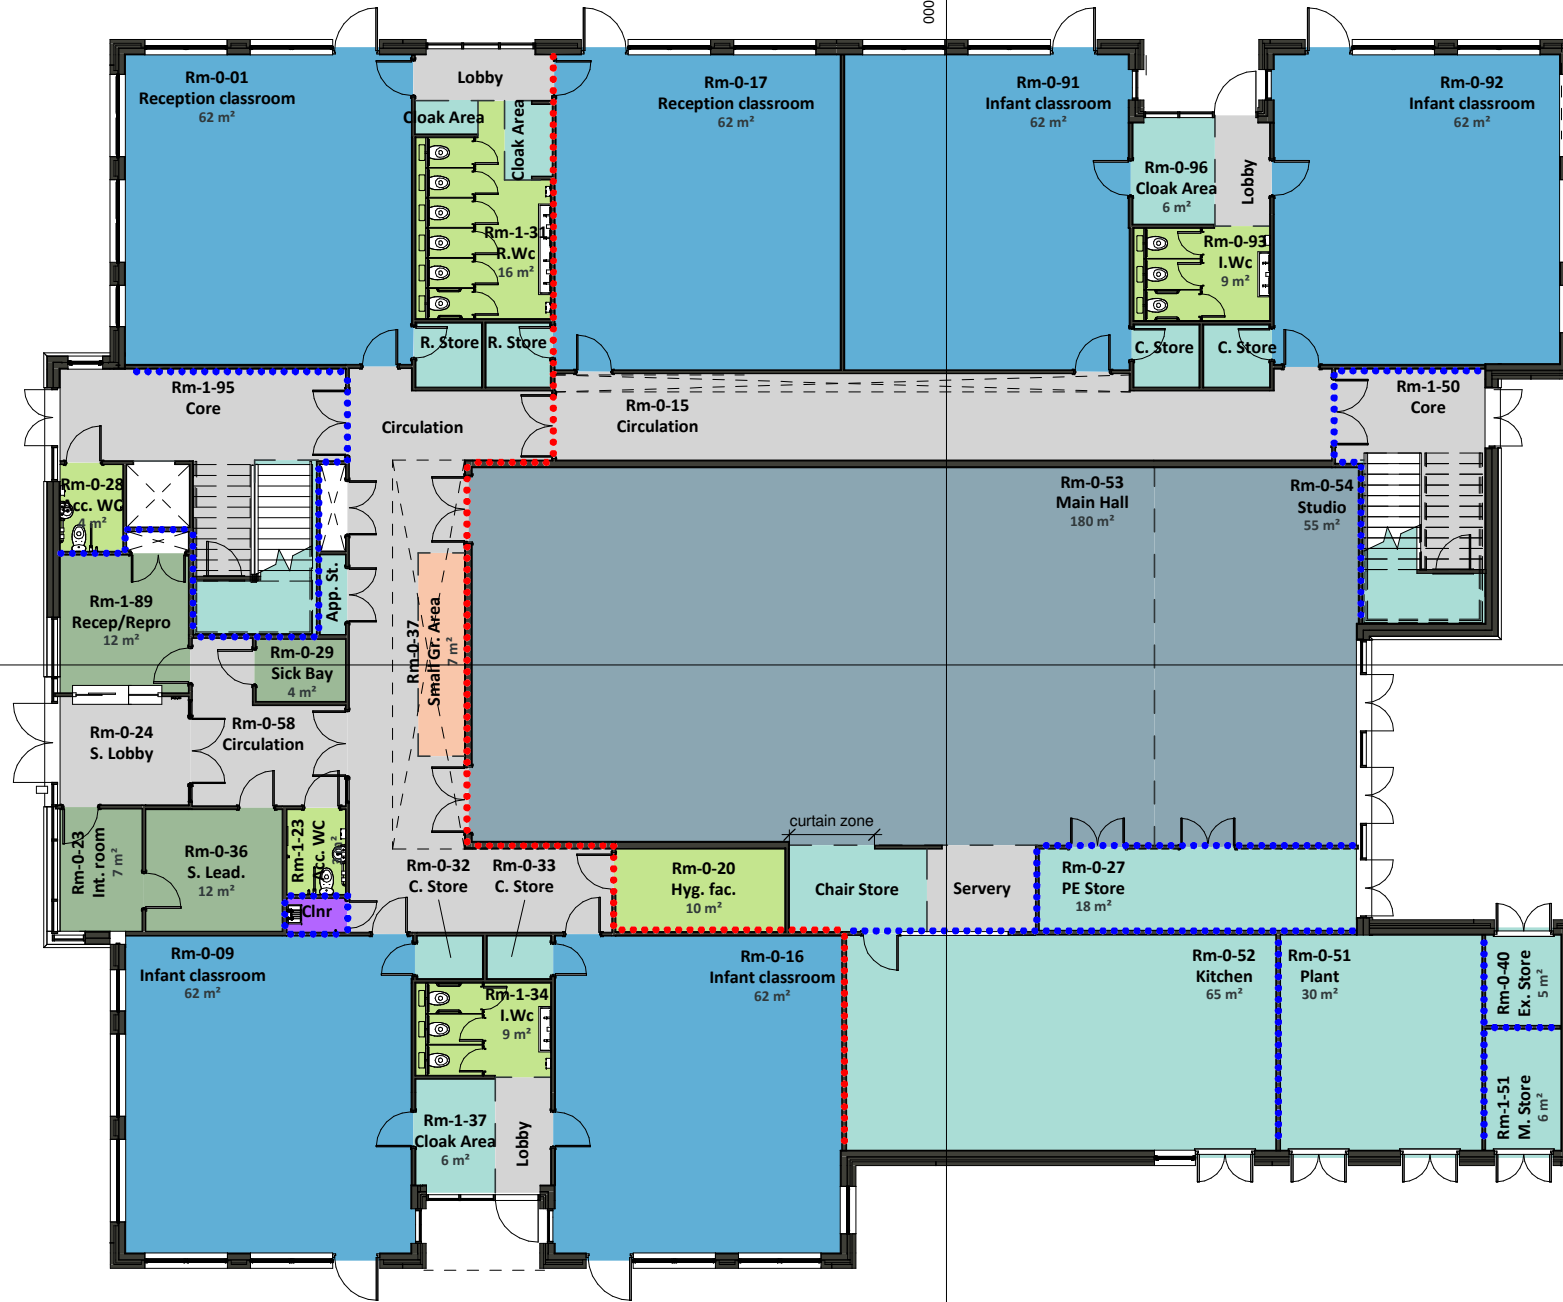 000
Rm-0-01
Reception classroom
62 m²
Lobby
Cloak Area
Cloak Area
Rm-1-31
R.Wc
16 m²
R. Store
R. Store
Rm-0-17
Reception classroom
62 m²
Rm-0-91
Infant classroom
62 m²
Rm-0-96
Cloak Area
6 m²
Lobby
Rm-0-93
I.Wc
9 m²
C. Store
C. Store
Rm-0-92
Infant classroom
62 m²
Rm-1-95
Core
Circulation
Rm-0-15
Circulation
Rm-1-50
Core
Rm-0-28
Acc. WC
4 m²
Rm-1-89
Recep/Repro
12 m²
App. St.
Rm-0-29
Sick Bay
4 m²
Rm-0-37
Small Gr. Area
7 m²
Rm-0-53
Main Hall
180 m²
Rm-0-54
Studio
55 m²
Rm-0-24
S. Lobby
Rm-0-58
Circulation
Rm-0-23
Int. room
7 m²
Rm-0-36
S. Lead.
12 m²
Rm-1-23
Acc. WC
Clnr
Rm-0-32
C. Store
Rm-0-33
C. Store
Rm-0-20
Hyg. fac.
10 m²
curtain zone
Chair Store
Servery
Rm-0-27
PE Store
18 m²
Rm-0-09
Infant classroom
62 m²
Rm-1-34
I.Wc
9 m²
Rm-1-37
Cloak Area
6 m²
Lobby
Rm-0-16
Infant classroom
62 m²
Rm-0-52
Kitchen
65 m²
Rm-0-51
Plant
30 m²
Rm-0-40
Ex. Store
5 m²
Rm-1-51
M. Store
6 m²